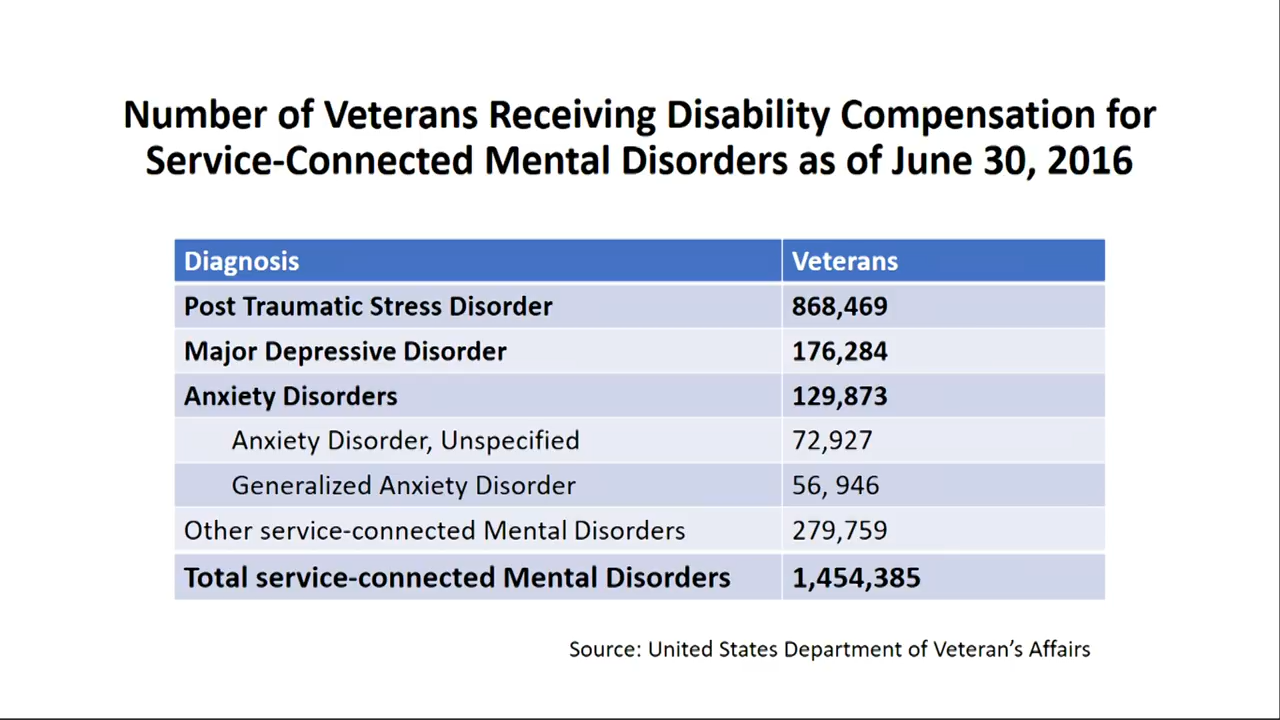 Number of Veterans Receiving Disability Compensation for
Service-Connected Mental Disorders as of June 30, 2016
Diagnosis Veterans
Post Traumatic Stress Disorder 868,469
Major Depressive Disorder 176,284
Anxiety Disorders 129,873
Anxiety Disorder, Unspecified 72,927
Generalized Anxiety Disorder 56, 946
Other service-connected Mental Disorders 279,759
Total service-connected Mental Disorders 1,454,385
Source: United States Department of Veteran’s Affairs